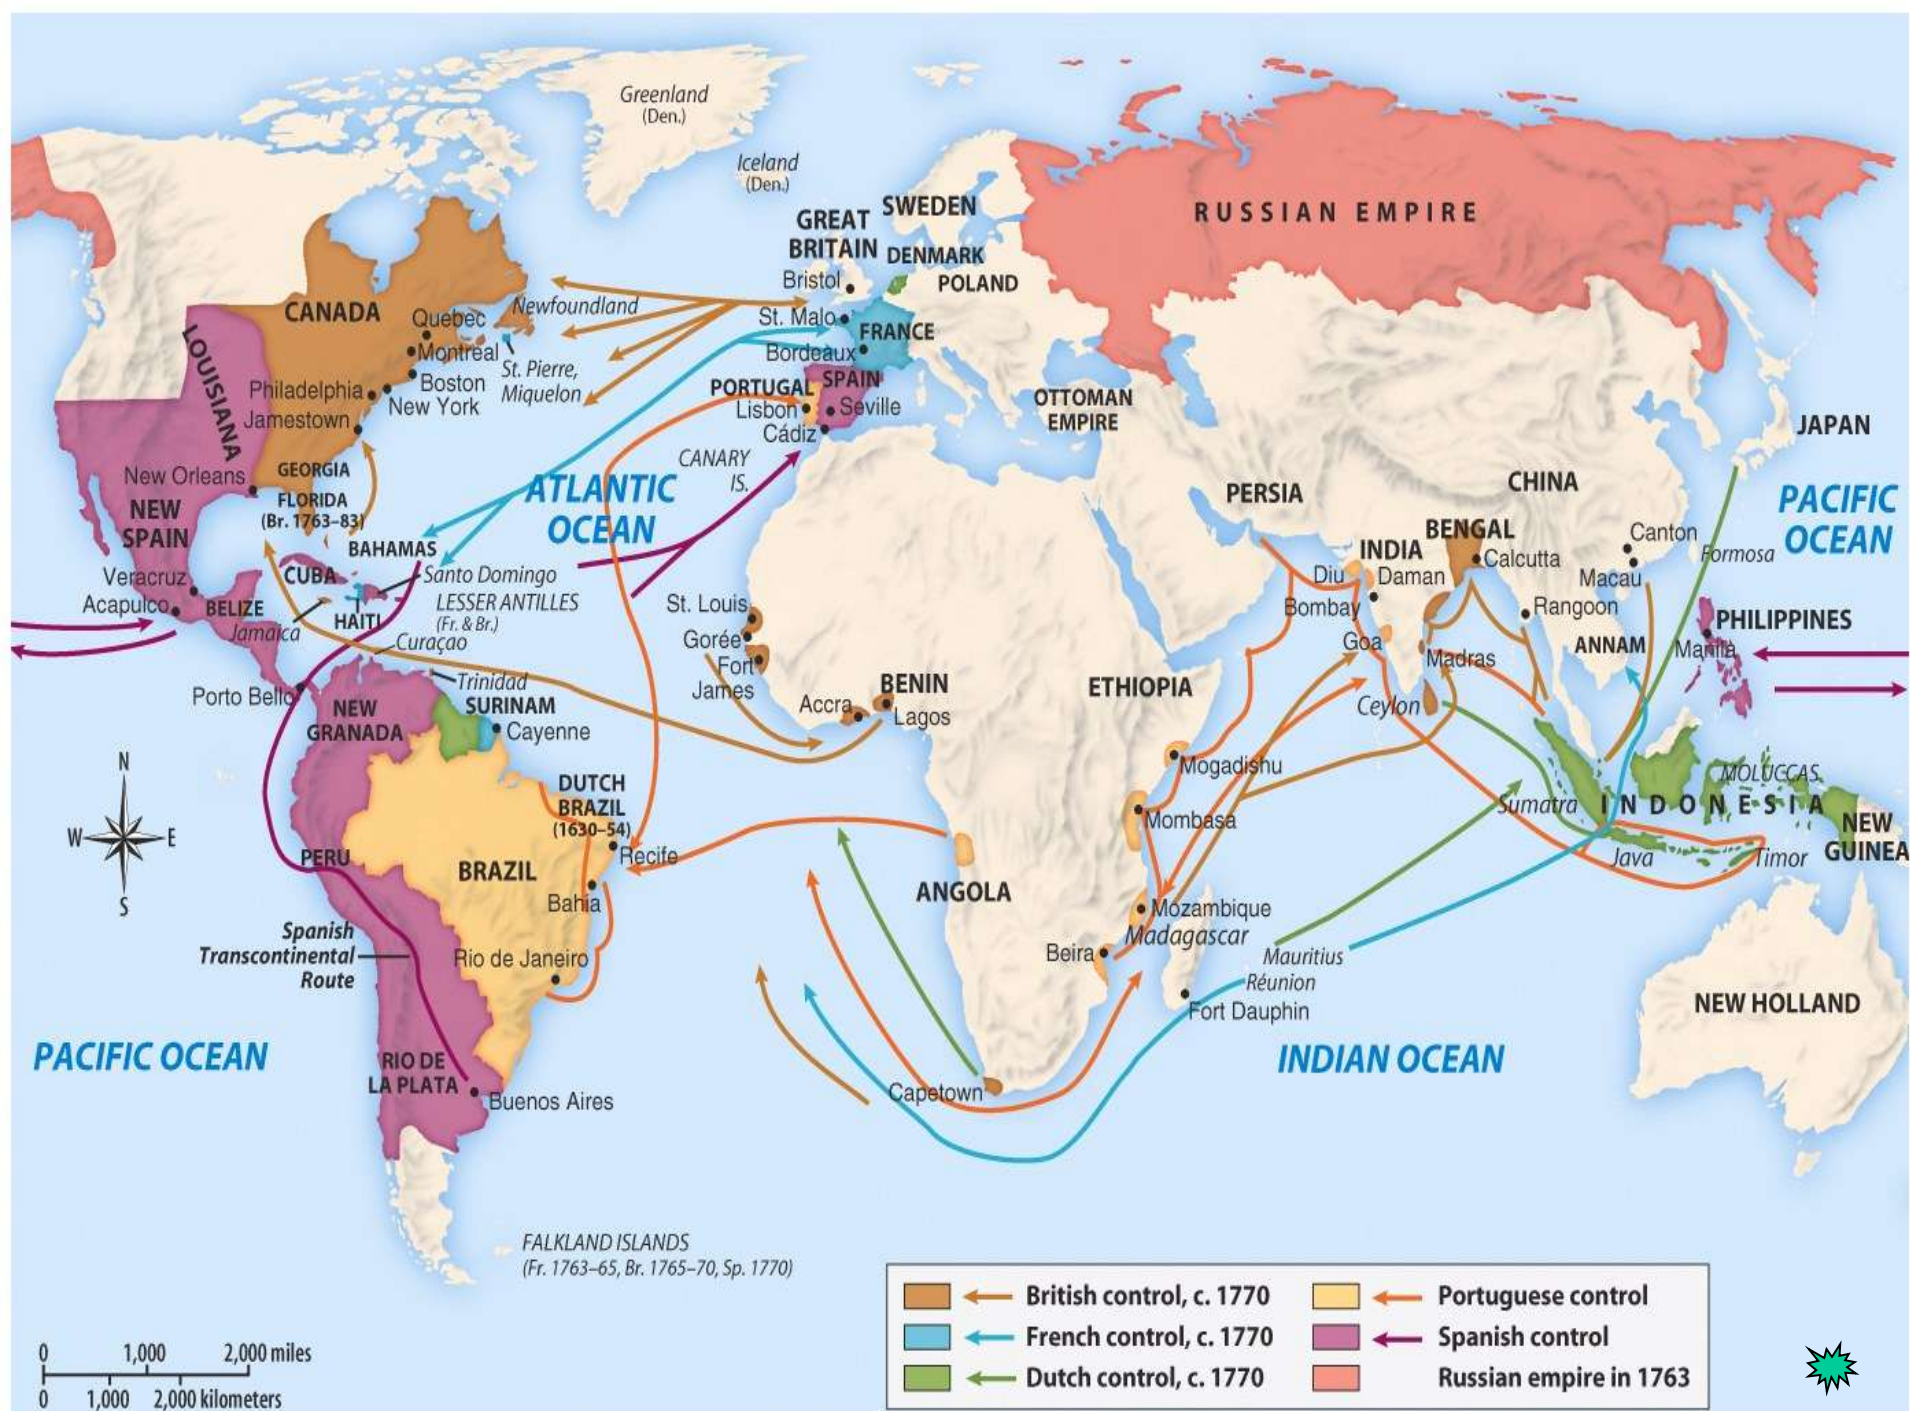 Greenland
(Den.)
Iceland
(Den.)
RUSSIAN EMPIRE
SWEDEN
GREAT
BRITAIN
DENMARK
POLAND
Bristol
St. Malo
FRANCE
Bordeaux
CANADA
Newfoundland
Quebec
Montreal
St. Pierre,
Miquelon
Boston
Philadelphia
New York
Jamestown
LOUISIANA
PORTUGAL
SPAIN
Lisbon
Seville
Cádiz
OTTOMAN
EMPIRE
JAPAN
CANARY
IS.
New Orleans
GEORGIA
FLORIDA
(Br. 1763–83)
NEW
SPAIN
ATLANTIC
OCEAN
PERSIA
CHINA
PACIFIC
OCEAN
BENGAL
INDIA
Calcutta
Canton
Macau
Formosa
BAHAMAS
CUBA
Santo Domingo
LESSER ANTILLES
(Fr. & Br.)
Veracruz
Acapulco
BELIZE
Jamaica
HAITI
Curaçao
Diu
Daman
Bombay
Goa
Madras
Rangoon
ANNAM
PHILIPPINES
Manila
St. Louis
Gorée
Fort
James
Accra
BENIN
Lagos
ETHIOPIA
Ceylon
Porto Bello
Trinidad
NEW
GRANADA
SURINAM
Cayenne
Mogadishu
Mombasa
MOLUCCAS
Sumatra
INDONESIA
NEW
GUINEA
Java
Timor
N
W
E
S
DUTCH
BRAZIL
(1630–54)
Recife
PERU
BRAZIL
Bahia
ANGOLA
Mozambique
Madagascar
Beira
Mauritius
Réunion
Fort Dauphin
Spanish
Transcontinental
Route
Rio de Janeiro
NEW HOLLAND
PACIFIC OCEAN
RIO DE
LA PLATA
Buenos Aires
Capetown
INDIAN OCEAN
FALKLAND ISLANDS
(Fr. 1763–65, Br. 1765–70, Sp. 1770)
British control, c. 1770
French control, c. 1770
Dutch control, c. 1770
Portuguese control
Spanish control
Russian empire in 1763
0 1,000 2,000 miles
0 1,000 2,000 kilometers